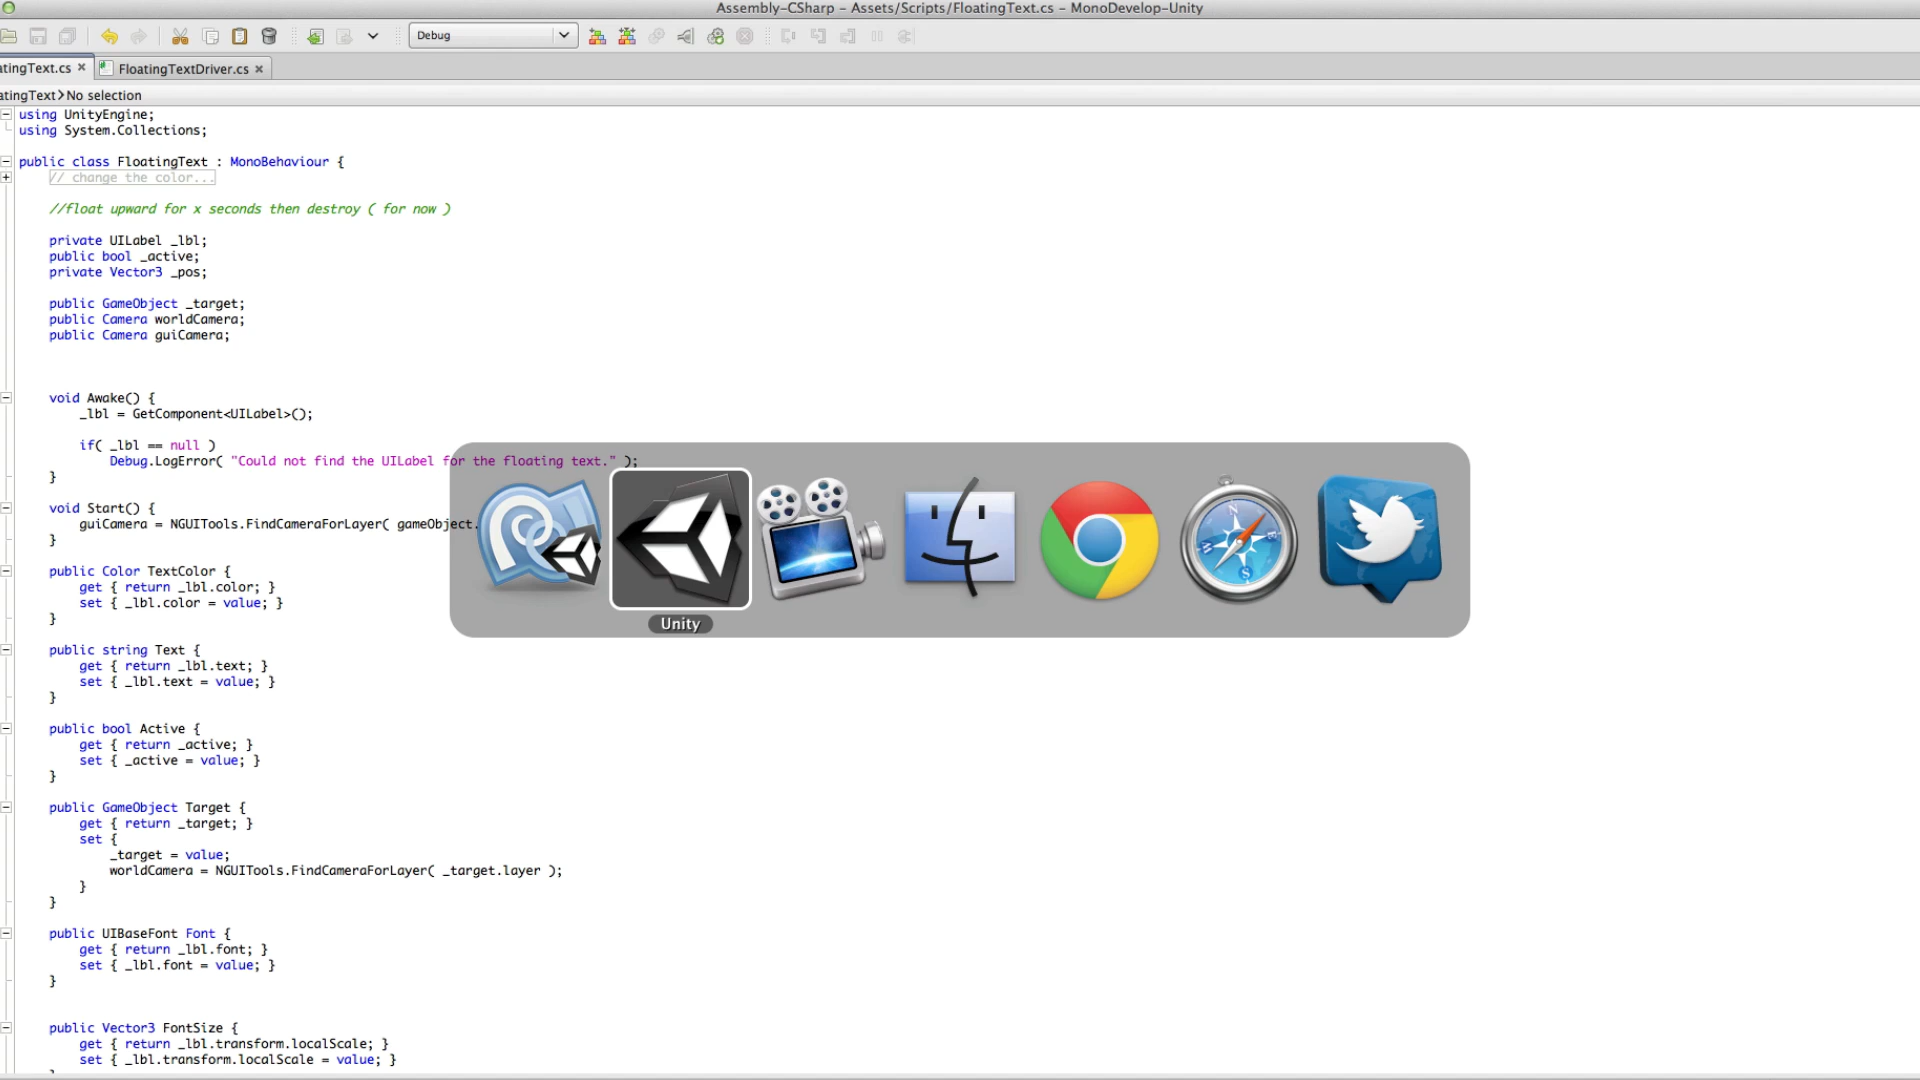 Assembly-CSharp – Assets/Scripts/FloatingText.cs – MonoDevelop-Unity
Debug
atingText.cs × FloatingTextDriver.cs ×
atingText No selection
using UnityEngine;
using System.Collections;
public class FloatingText : MonoBehaviour {
// change the color...
//float upward for x seconds then destroy ( for now )
private UILabel _lbl;
public bool _active;
private Vector3 _pos;
public GameObject _target;
public Camera worldCamera;
public Camera guiCamera;
void Awake() {
_lbl = GetComponent<UILabel>();
if( _lbl == null )
Debug.LogError( "Could not find the UILabel for the floating text." );
}
void Start() {
guiCamera = NGUITools.FindCameraForLayer( gameObject.
}
Unity
public Color TextColor {
get { return _lbl.color; }
set { _lbl.color = value; }
}
public string Text {
get { return _lbl.text; }
set { _lbl.text = value; }
}
public bool Active {
get { return _active; }
set { _active = value; }
}
public GameObject Target {
get { return _target; }
set {
_target = value;
worldCamera = NGUITools.FindCameraForLayer( _target.layer );
}
}
public UIBaseFont Font {
get { return _lbl.font; }
set { _lbl.font = value; }
}
public Vector3 FontSize {
get { return _lbl.transform.localScale; }
set { _lbl.transform.localScale = value; }